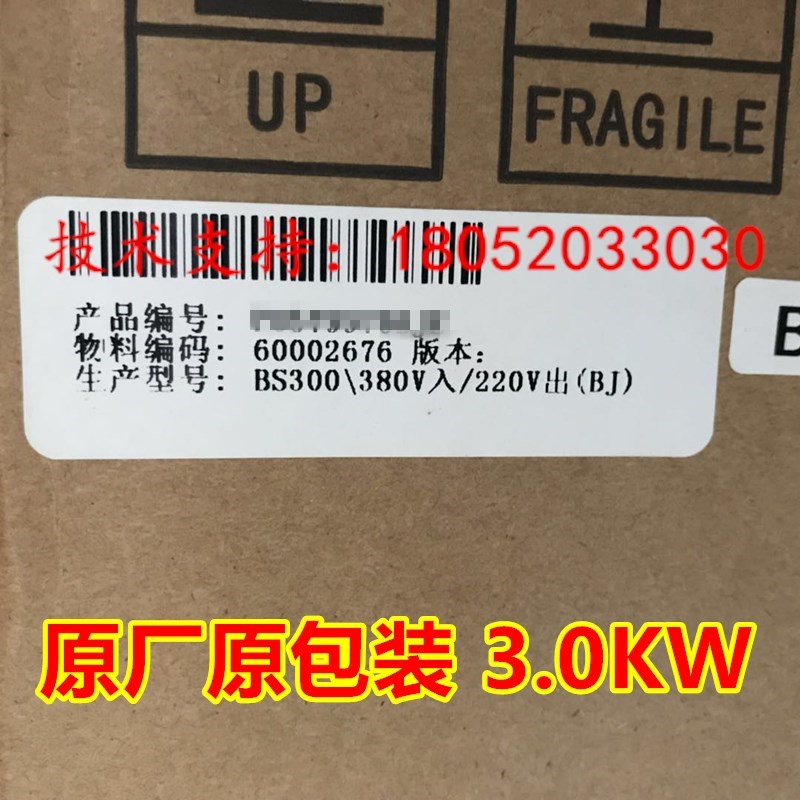 UP
FRAGILE
技术支持: 18052033030
产品编号:
物料编码: 60002676 版本:
生产型号: BS300\380V入/220V出(BJ)
B
原厂原包装 3.0KW